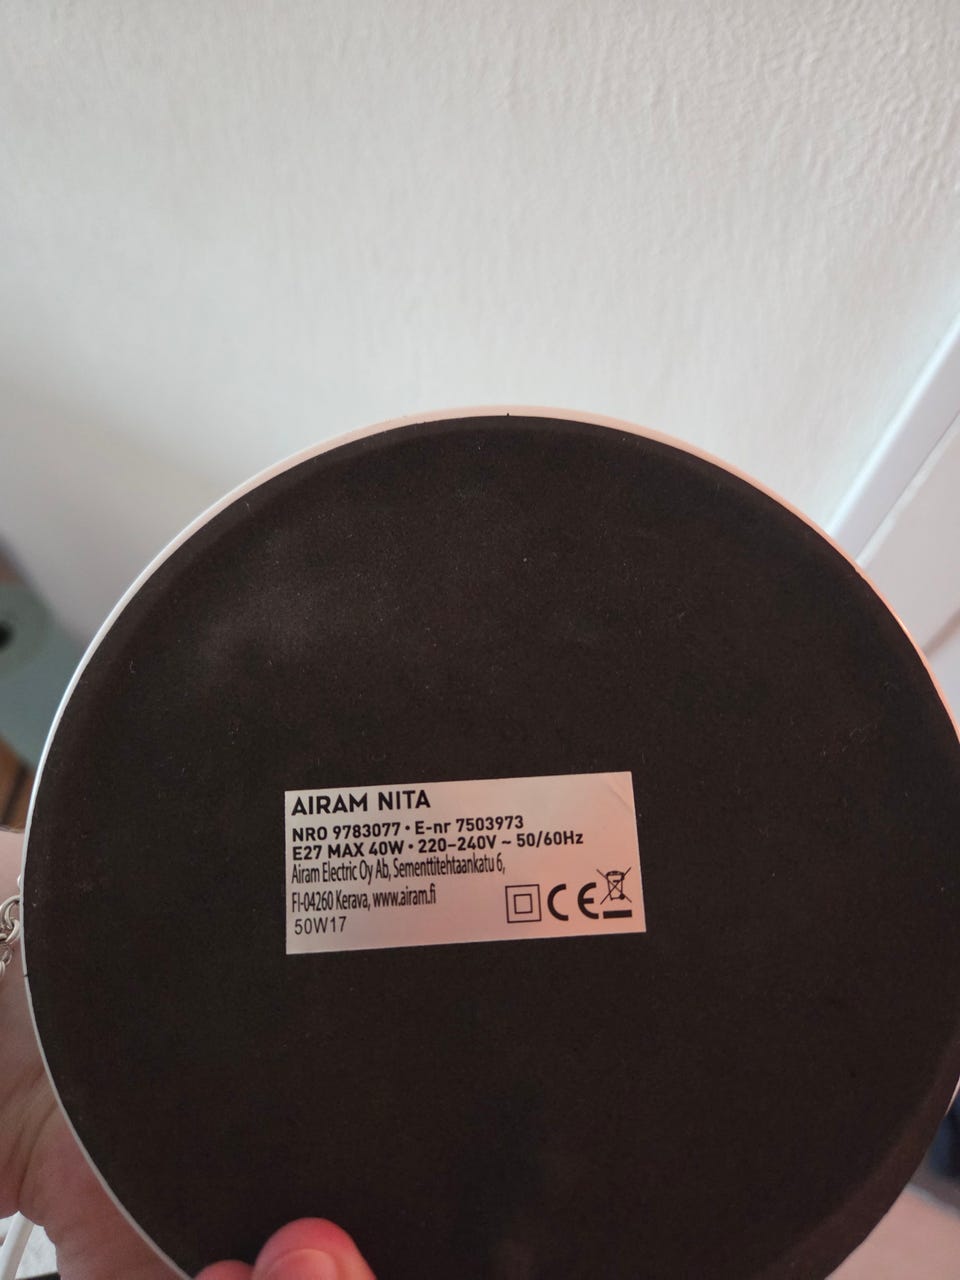 AIRAM NITA
NRO 9783077 • E-nr 7503973
E27 MAX 40W • 220–240V ~ 50/60Hz
Airam Electric Oy Ab, Sementtitehtaankatu 6,
FI-04260 Kerava, www.airam.fi
50W17
CE